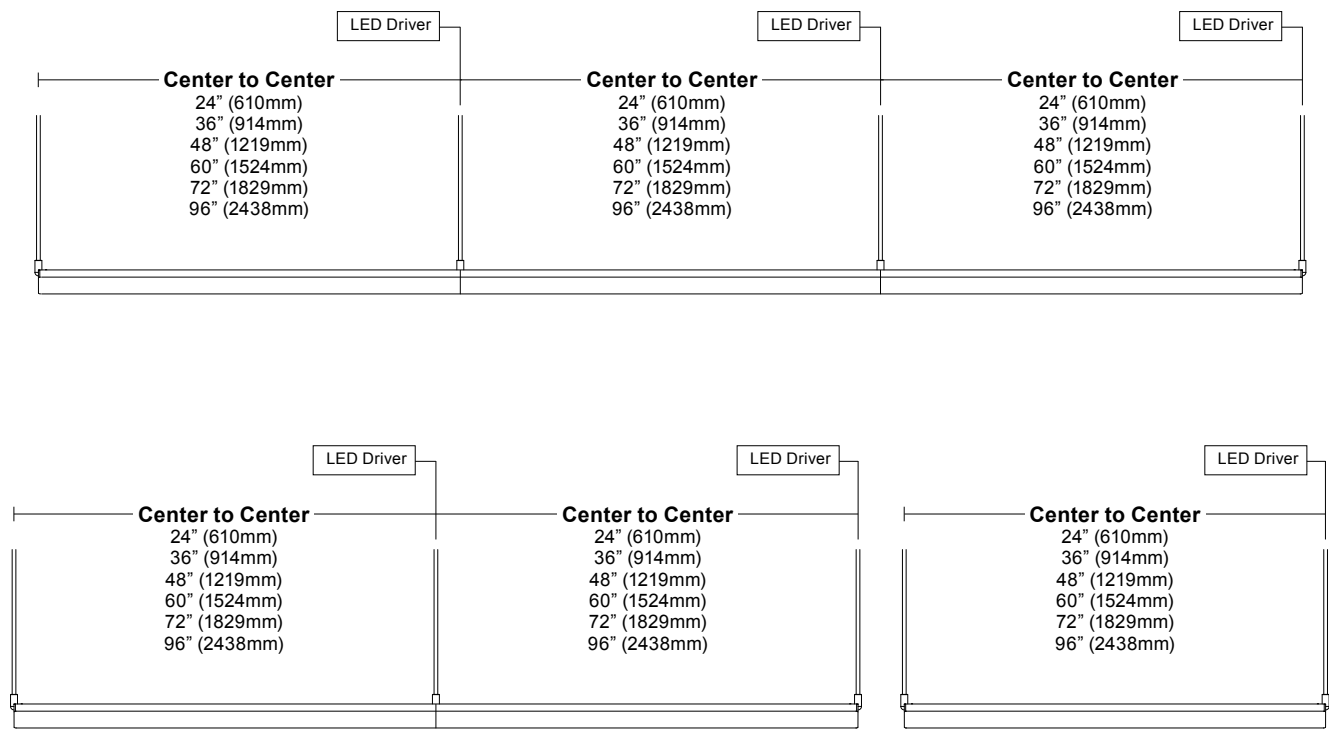 LED Driver LED Driver LED Driver
Center to Center Center to Center Center to Center
24” (610mm) 24” (610mm) 24” (610mm)
36” (914mm) 36” (914mm) 36” (914mm)
48” (1219mm) 48” (1219mm) 48” (1219mm)
60” (1524mm) 60” (1524mm) 60” (1524mm)
72” (1829mm) 72” (1829mm) 72” (1829mm)
96” (2438mm) 96” (2438mm) 96” (2438mm)
LED Driver LED Driver LED Driver
Center to Center Center to Center Center to Center
24” (610mm) 24” (610mm) 24” (610mm)
36” (914mm) 36” (914mm) 36” (914mm)
48” (1219mm) 48” (1219mm) 48” (1219mm)
60” (1524mm) 60” (1524mm) 60” (1524mm)
72” (1829mm) 72” (1829mm) 72” (1829mm)
96” (2438mm) 96” (2438mm) 96” (2438mm)